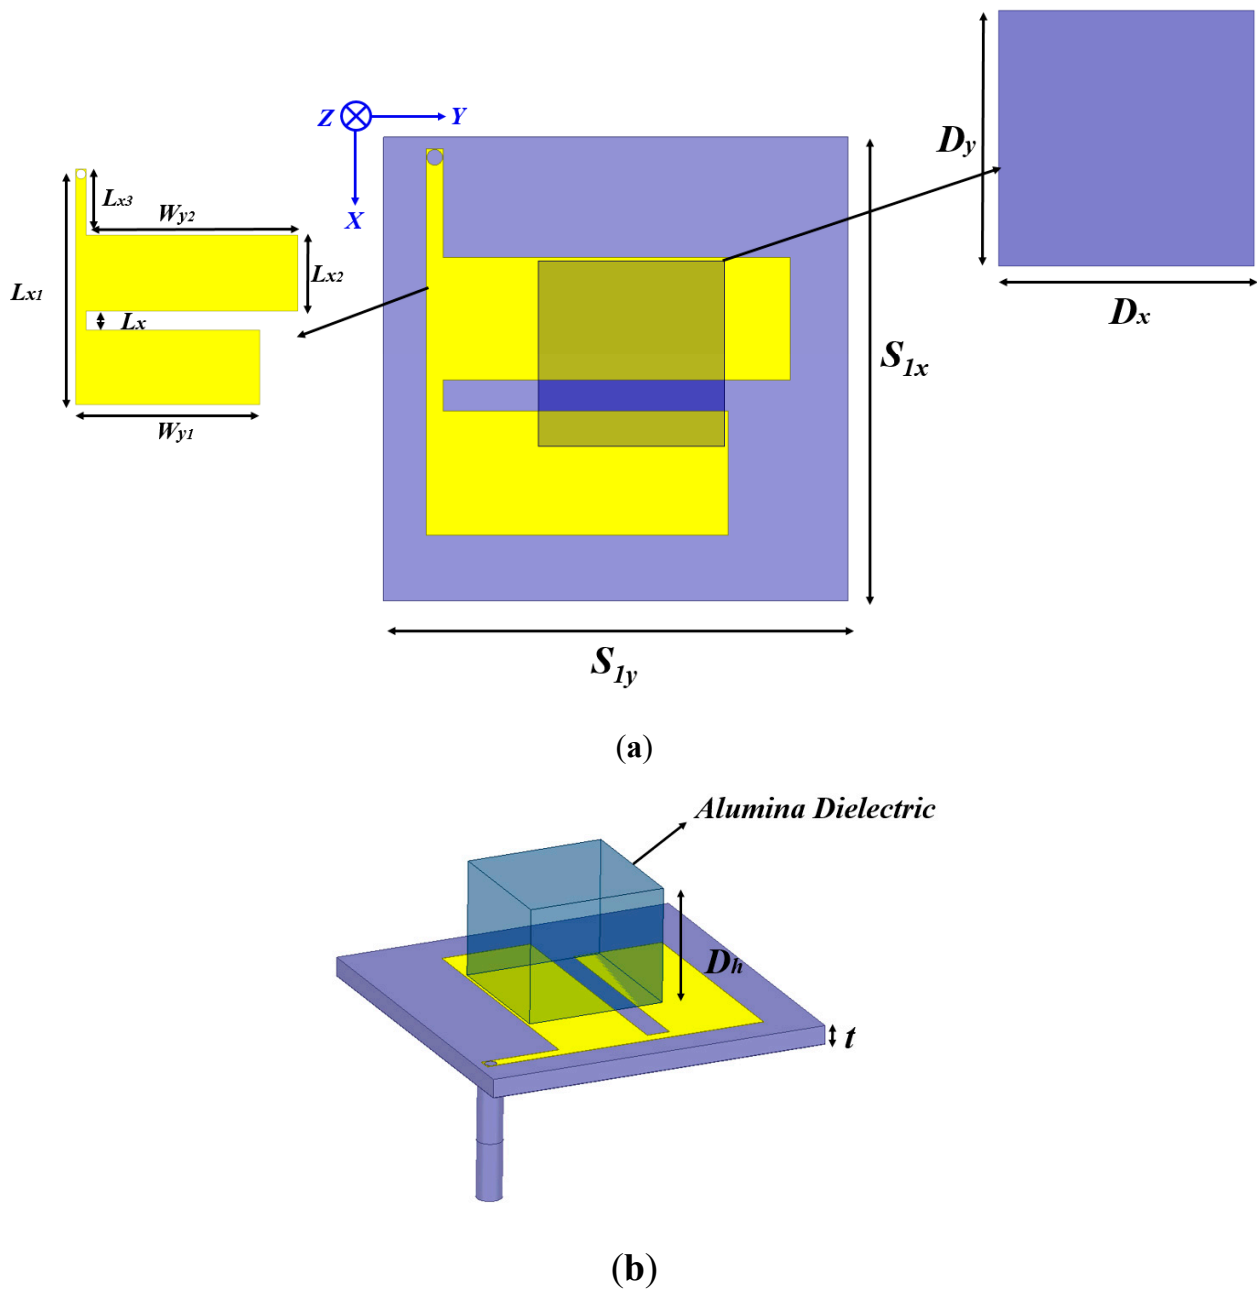 Z Y
X
Lx3
Wy2
Lx2
Lx1
Lx
Wy1
Dy
Dx
S1x
S1y
(a)
Alumina Dielectric
Dh
t
(b)